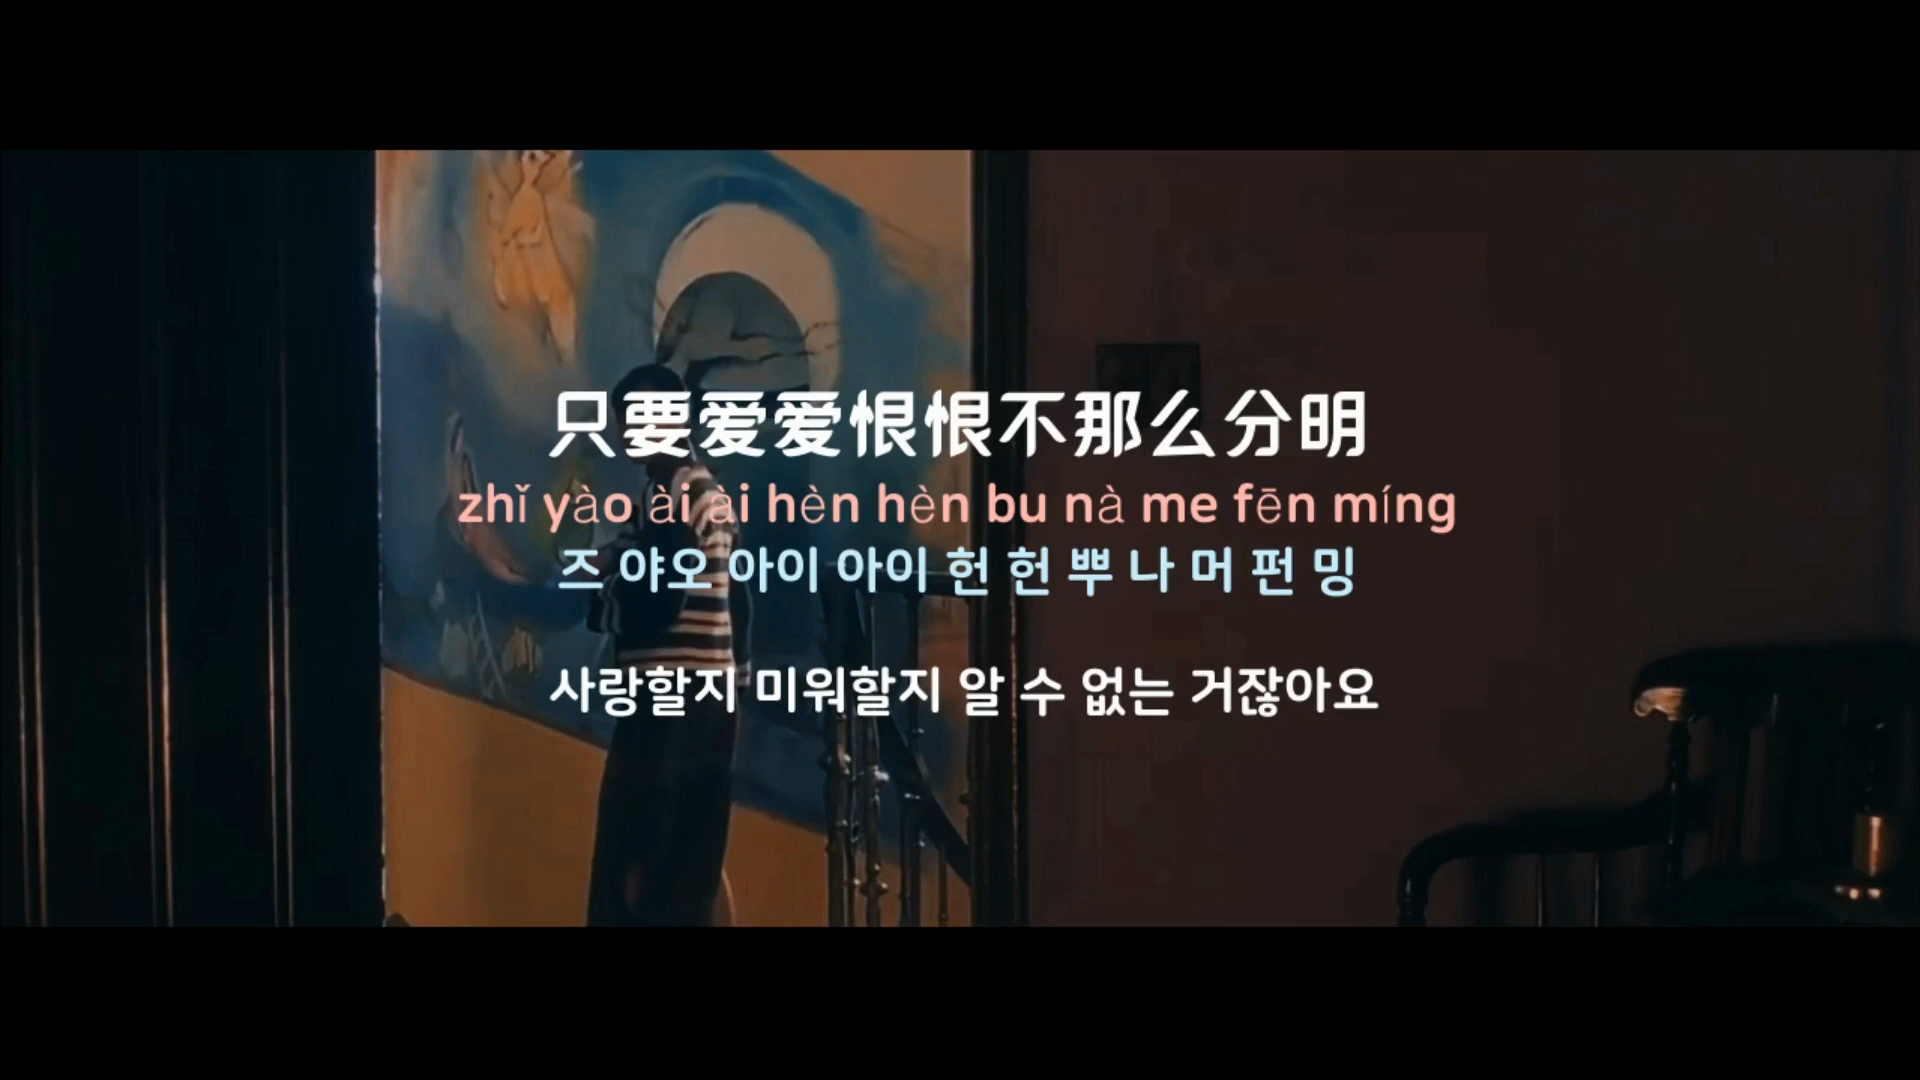 只要爱爱恨恨不那么分明
zhǐ yào ài ài hèn hèn bu nà me fēn míng
즈 야오 아이 아이 헌 헌 뿌 나 머 펀 밍
사랑할지 미워할지 알 수 없는 거잖아요